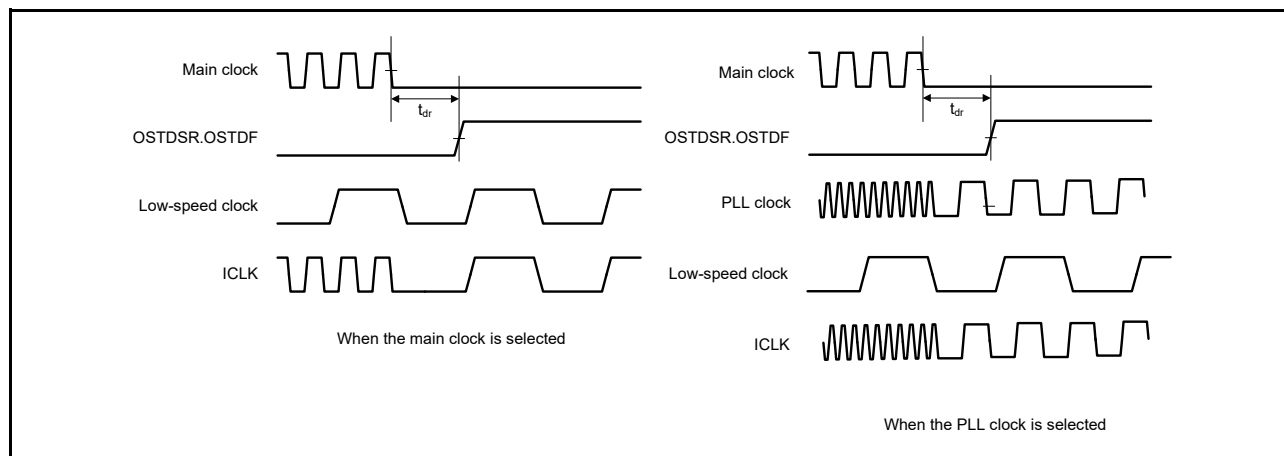 Main clock
tdr
OSTDSR.OSTDF
Low-speed clock
ICLK
When the main clock is selected
Main clock
tdr
OSTDSR.OSTDF
PLL clock
Low-speed clock
ICLK
When the PLL clock is selected